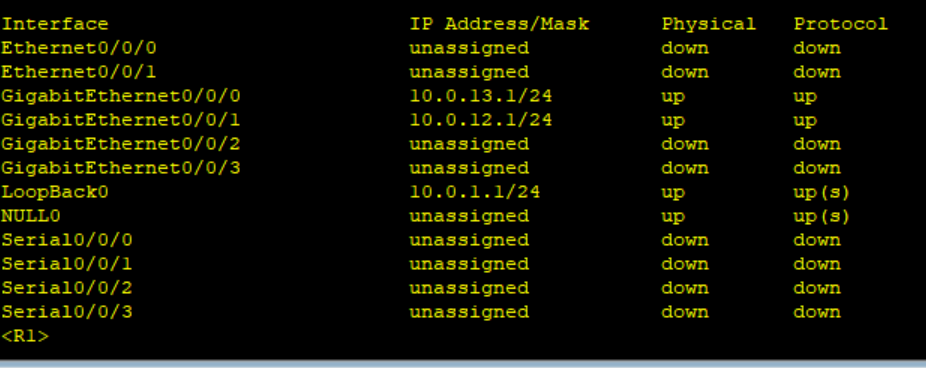 Interface IP Address/Mask Physical Protocol
Ethernet0/0/0 unassigned down down
Ethernet0/0/1 unassigned down down
GigabitEthernet0/0/0 10.0.13.1/24 up up
GigabitEthernet0/0/1 10.0.12.1/24 up up
GigabitEthernet0/0/2 unassigned down down
GigabitEthernet0/0/3 unassigned down down
LoopBack0 10.0.1.1/24 up up(s)
NULL0 unassigned up up(s)
Serial0/0/0 unassigned down down
Serial0/0/1 unassigned down down
Serial0/0/2 unassigned down down
Serial0/0/3 unassigned down down
<R1>